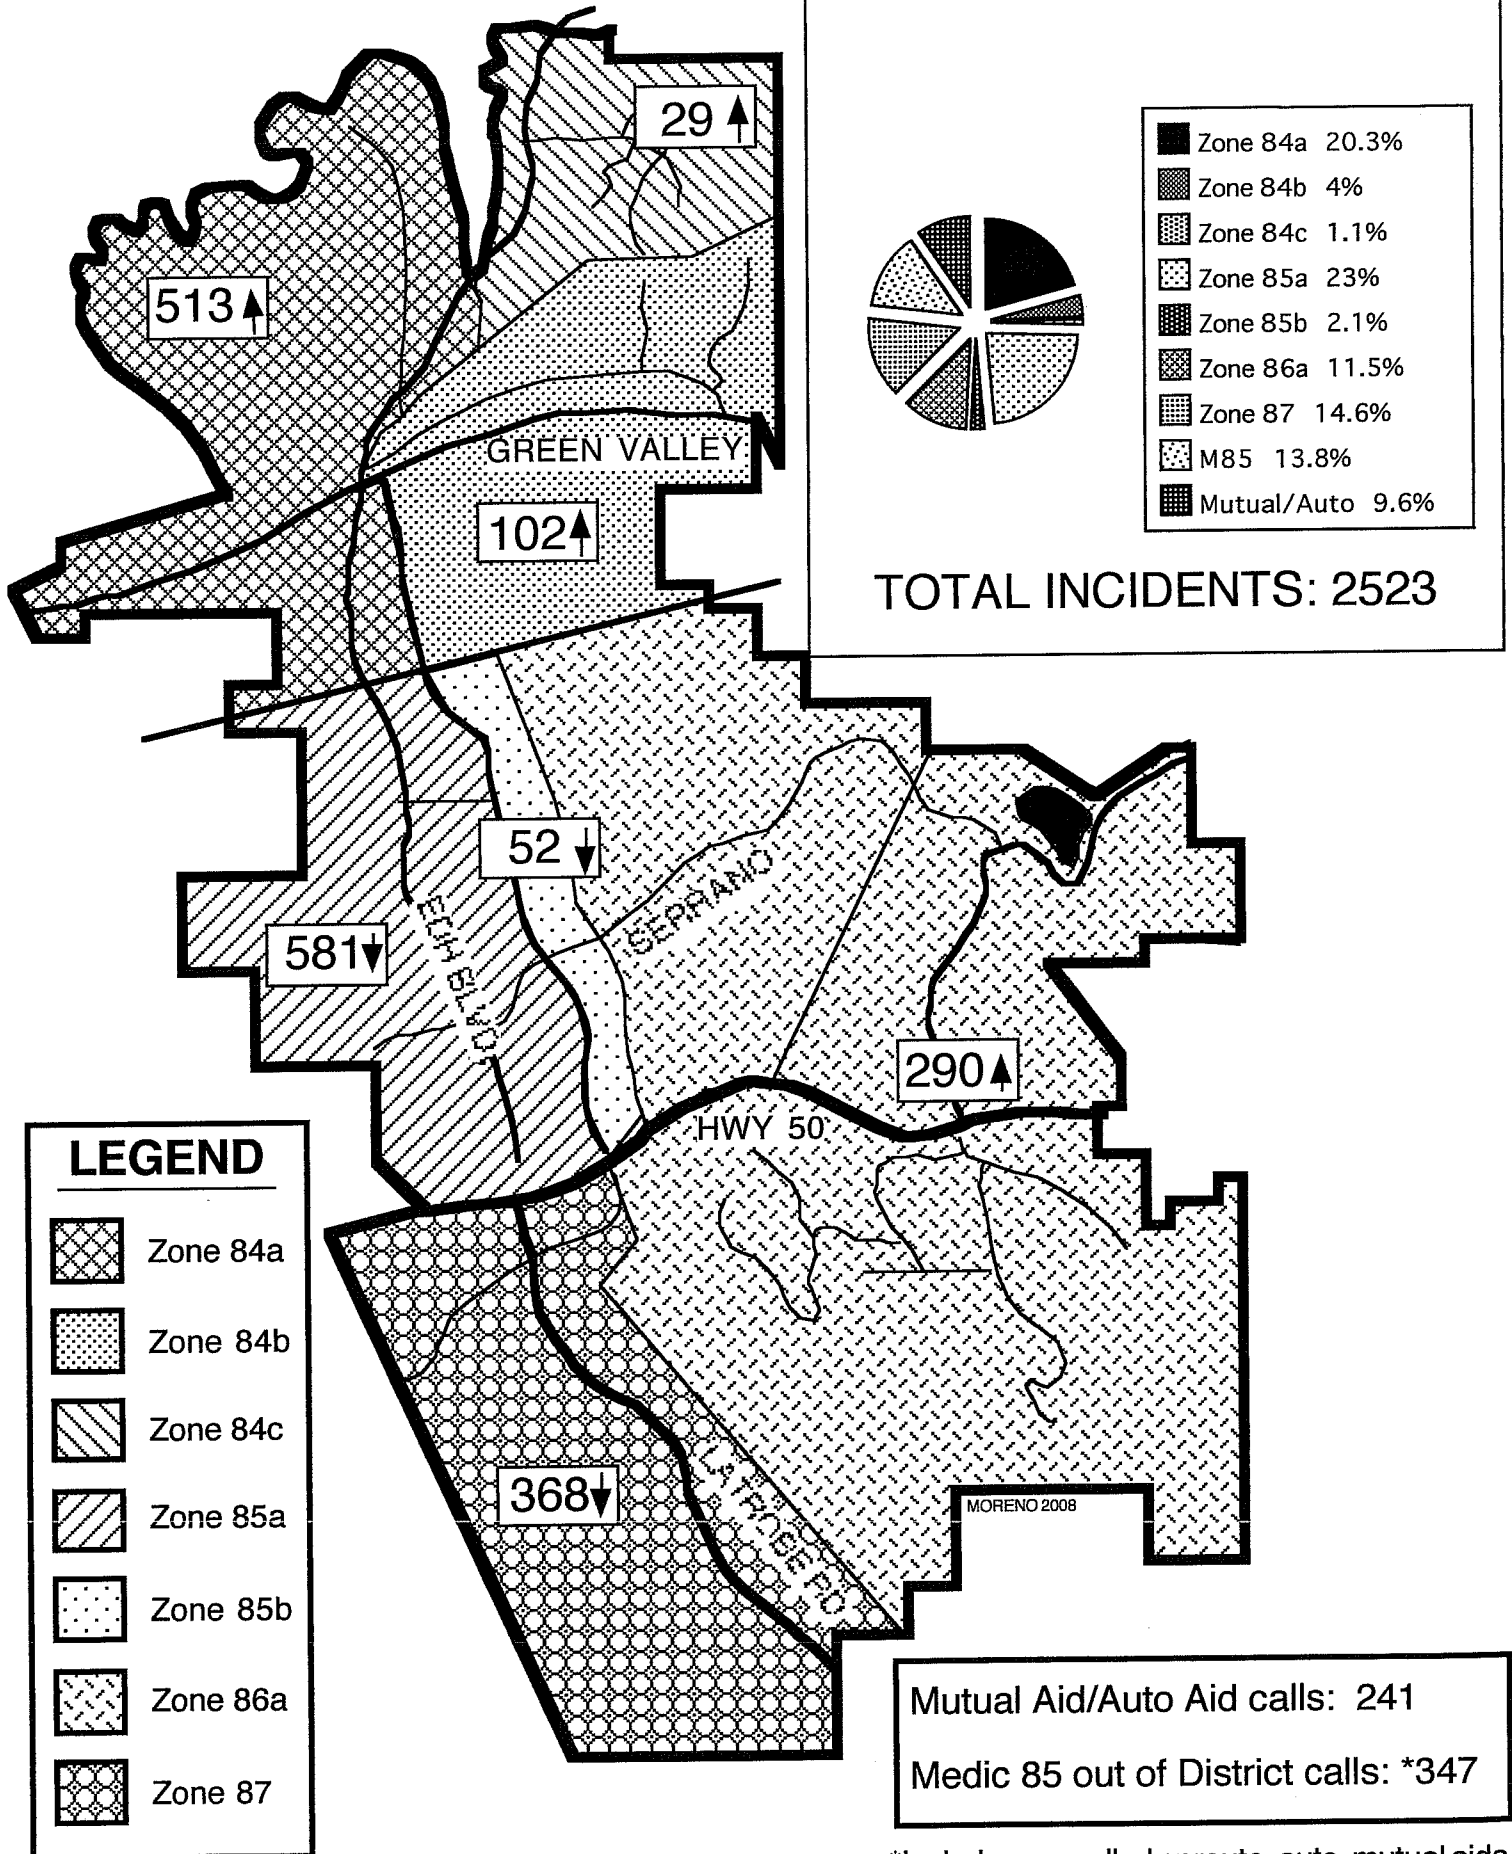 29
Zone 84a 20.3%
Zone 84b 4%
Zone 84c 1.1%
Zone 85a 23%
Zone 85b 2.1%
Zone 86a 11.5%
Zone 87 14.6%
M85 13.8%
Mutual/Auto 9.6%
TOTAL INCIDENTS: 2523
513
GREEN VALLEY
102
52
SERRANO
581
EDH BLVD.
290
HWY 50
368
LATROBE RD
MORENO 2008
LEGEND
Zone 84a
Zone 84b
Zone 84c
Zone 85a
Zone 85b
Zone 86a
Zone 87
Mutual Aid/Auto Aid calls: 241
Medic 85 out of District calls: *347